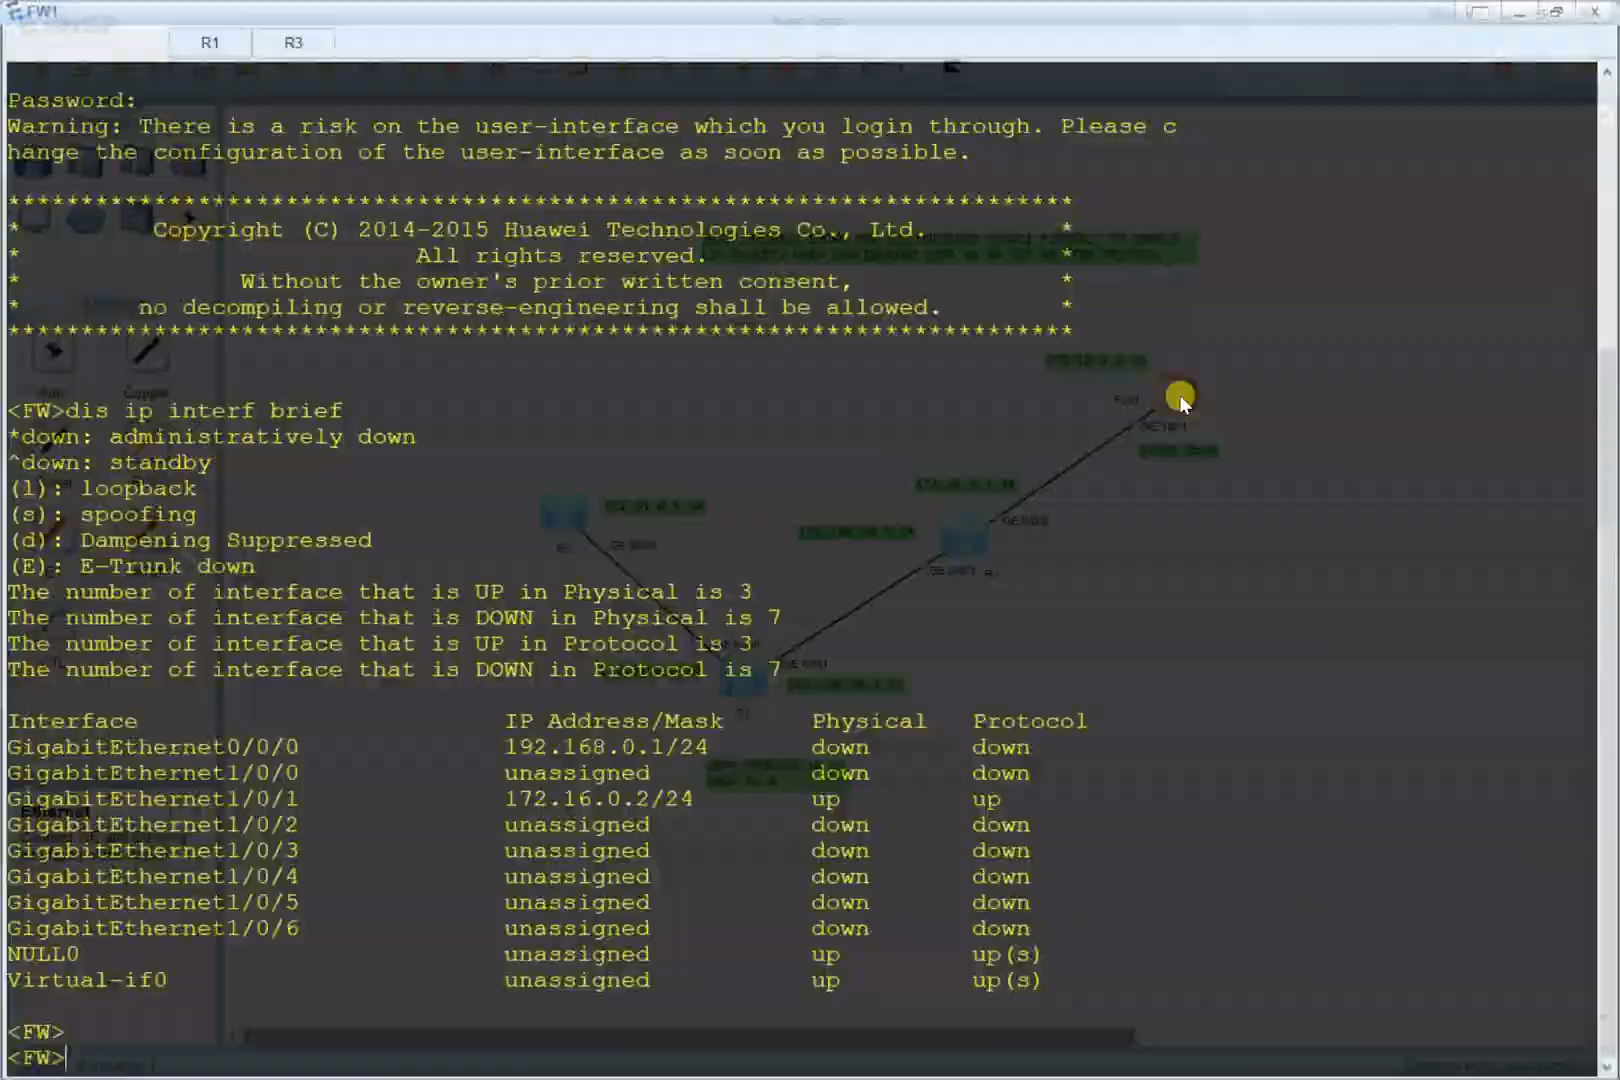 FW1
R1 R3
Password:
Warning: There is a risk on the user-interface which you login through. Please c
hange the configuration of the user-interface as soon as possible.
*************************************************************************
* Copyright (C) 2014-2015 Huawei Technologies Co., Ltd. *
* All rights reserved. *
* Without the owner's prior written consent, *
* no decompiling or reverse-engineering shall be allowed. *
*************************************************************************
<FW>dis ip interf brief
*down: administratively down
^down: standby
(l): loopback
(s): spoofing
(d): Dampening Suppressed
(E): E-Trunk down
The number of interface that is UP in Physical is 3
The number of interface that is DOWN in Physical is 7
The number of interface that is UP in Protocol is 3
The number of interface that is DOWN in Protocol is 7
Interface IP Address/Mask Physical Protocol
GigabitEthernet0/0/0 192.168.0.1/24 down down
GigabitEthernet1/0/0 unassigned down down
GigabitEthernet1/0/1 172.16.0.2/24 up up
GigabitEthernet1/0/2 unassigned down down
GigabitEthernet1/0/3 unassigned down down
GigabitEthernet1/0/4 unassigned down down
GigabitEthernet1/0/5 unassigned down down
GigabitEthernet1/0/6 unassigned down down
NULL0 unassigned up up(s)
Virtual-if0 unassigned up up(s)
<FW>
<FW>